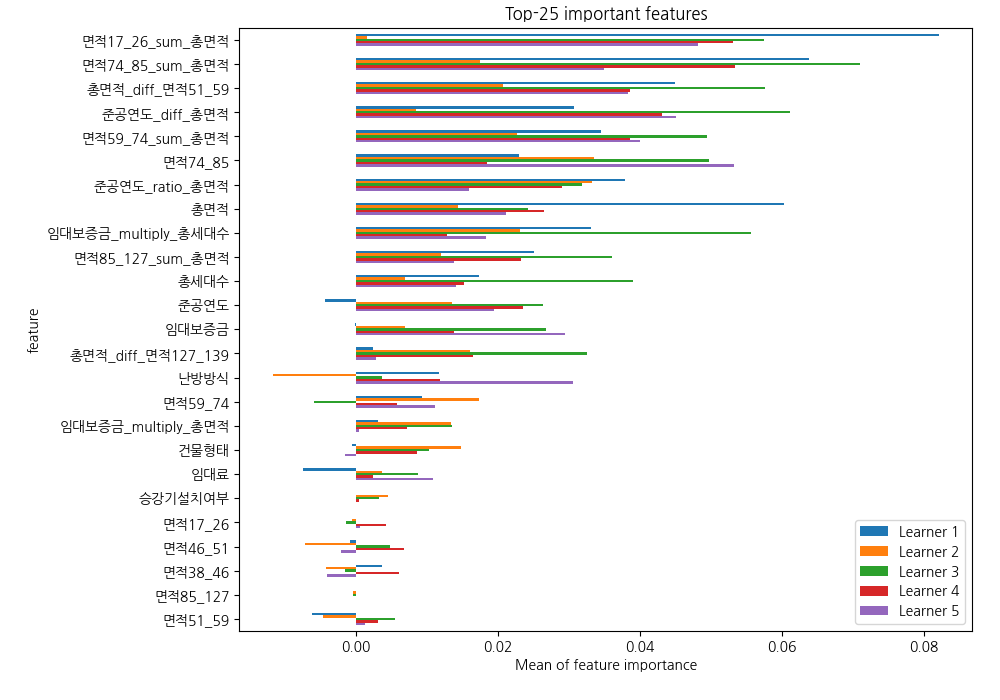 Top-25 important features
feature
면적17_26_sum_총면적
면적74_85_sum_총면적
총면적_diff_면적51_59
준공연도_diff_총면적
면적59_74_sum_총면적
면적74_85
준공연도_ratio_총면적
총면적
임대보증금_multiply_총세대수
면적85_127_sum_총면적
총세대수
준공연도
임대보증금
총면적_diff_면적127_139
난방방식
면적59_74
임대보증금_multiply_총면적
건물형태
임대료
승강기설치여부
면적17_26
면적46_51
면적38_46
면적85_127
면적51_59
Learner 1
Learner 2
Learner 3
Learner 4
Learner 5
0.00 0.02 0.04 0.06 0.08
Mean of feature importance